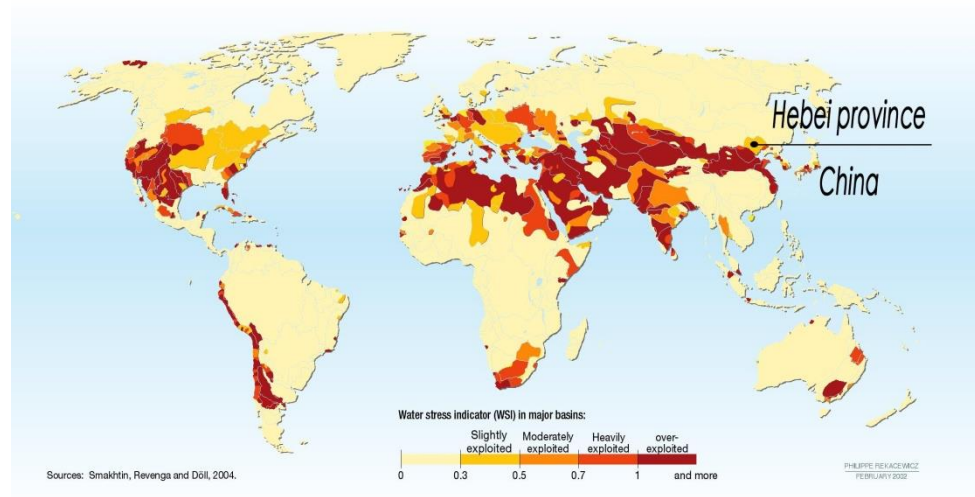 Hebei province
China
Water stress indicator (WSI) in major basins:
Slightly exploited
Moderately exploited
Heavily exploited
over-exploited
0
0.3
0.5
0.7
1
and more
Sources: Smakhtin, Revenga and Döll, 2004.
PHILIPPE REKACEWICZ
FEBRUARY 2002